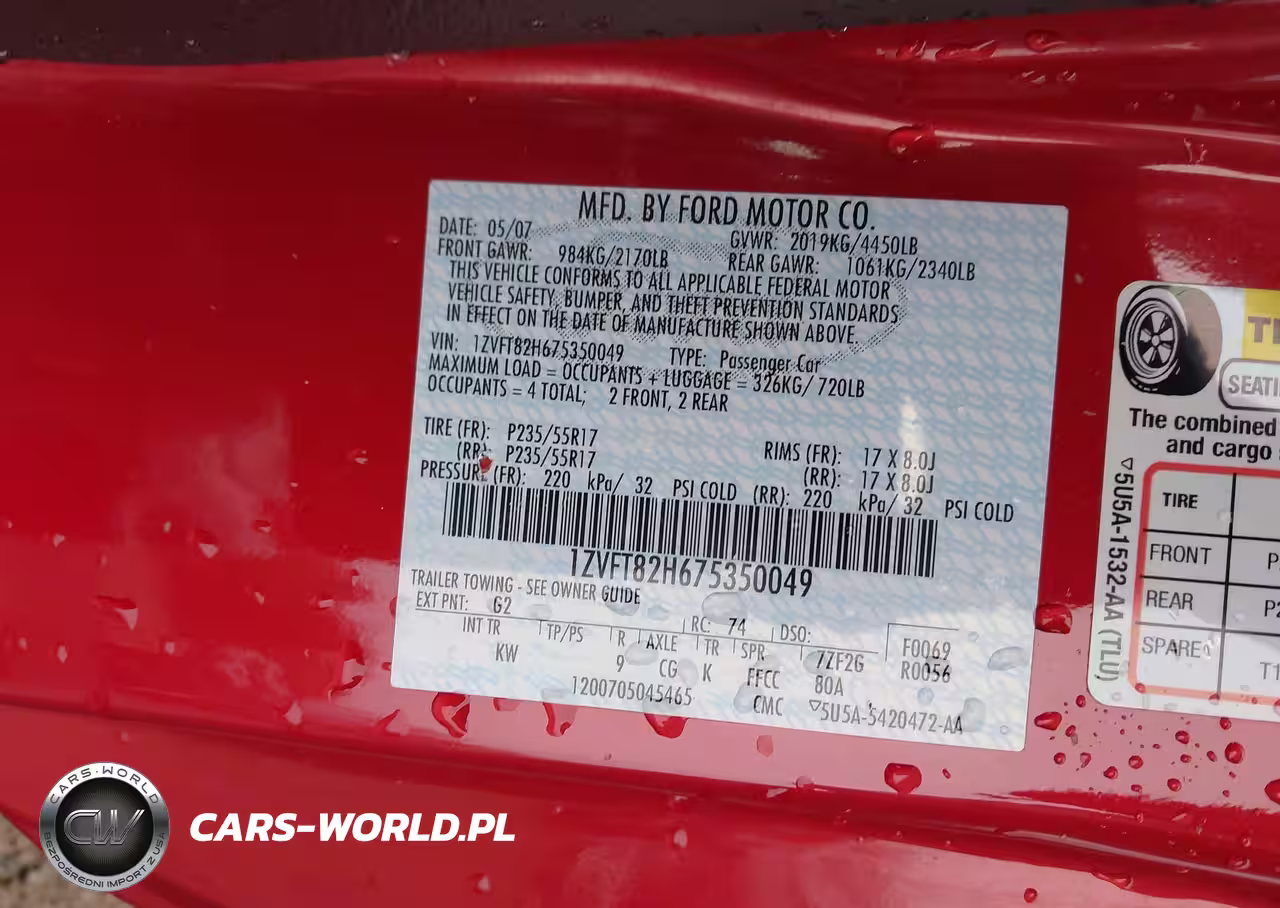 MFD. BY FORD MOTOR CO.
DATE: 05/07 GVWR: 2019KG/4450LB
FRONT GAWR: 984KG/2170LB REAR GAWR: 1061KG/2340LB
THIS VEHICLE CONFORMS TO ALL APPLICABLE FEDERAL MOTOR
VEHICLE SAFETY, BUMPER, AND THEFT PREVENTION STANDARDS
IN EFFECT ON THE DATE OF MANUFACTURE SHOWN ABOVE.
VIN: 1ZVFT82H675350049 TYPE: Passenger Car
MAXIMUM LOAD = OCCUPANTS + LUGGAGE = 326KG/ 720LB
OCCUPANTS = 4 TOTAL; 2 FRONT, 2 REAR
TIRE (FR): P235/55R17 RIMS (FR): 17 X 8.0J
(RR): P235/55R17 (RR): 17 X 8.0J
PRESSURE (FR): 220 kPa/ 32 PSI COLD (RR): 220 kPa/ 32 PSI COLD
1ZVFT82H675350049
TRAILER TOWING - SEE OWNER GUIDE
EXT PNT: G2 RC: 74 DSO:
INT TR TP/PS R AXLE TR SPR 7ZF2G F0069
KW 9 CG K FFCC 80A R0056
1200705045465 CMC ▽5U5A-5420472-AA
SEATI
The combined
and cargo
▽5U5A-1532-AA (TLU)
TIRE
FRONT P
REAR P2
SPARE T1
CARS-WORLD
CW
BEZPOŚREDNI IMPORT Z USA
CARS-WORLD.PL